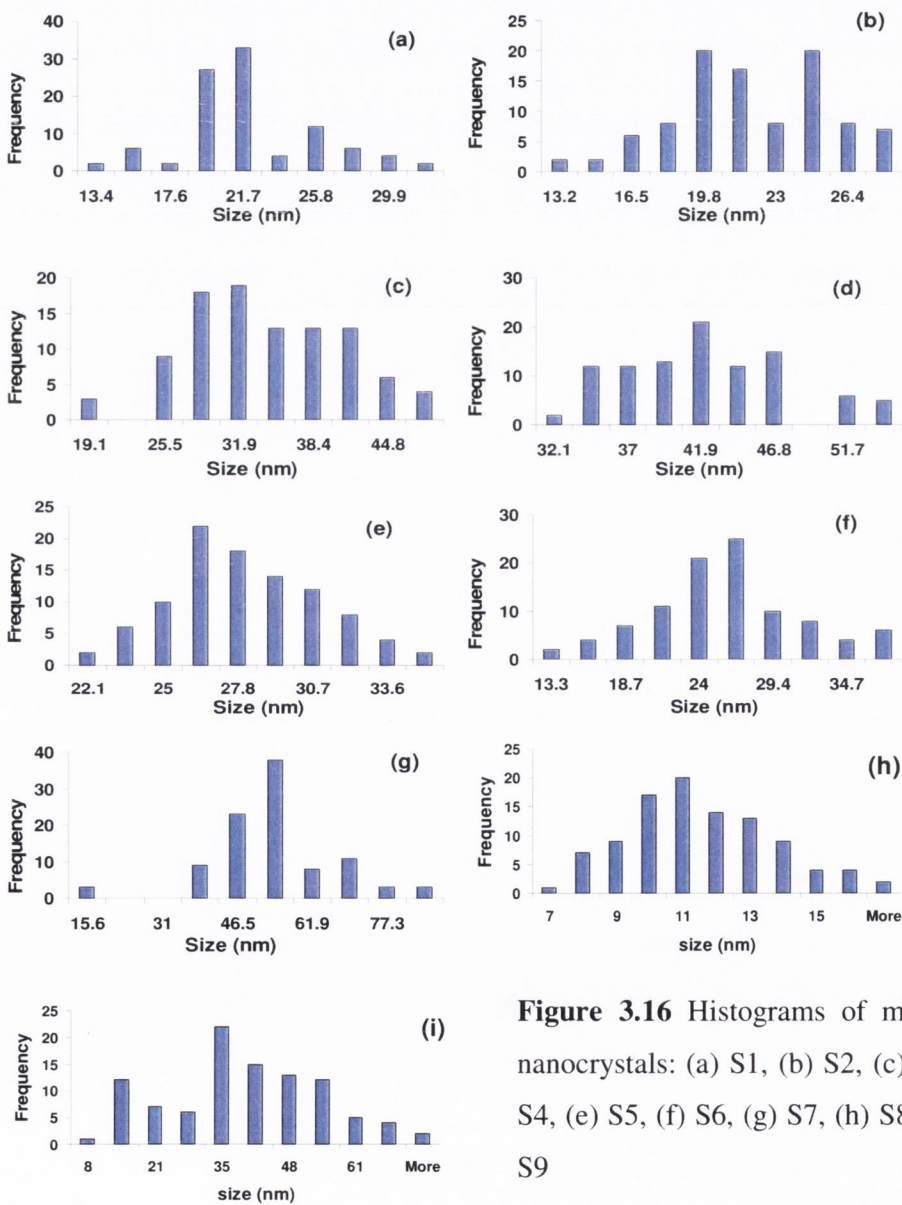 (a)
40
30
20
10
0
Frequency
13.4 17.6 21.7 25.8 29.9
Size (nm)
(b)
25
20
15
10
5
0
Frequency
13.2 16.5 19.8 23 26.4
Size (nm)
(c)
20
15
10
5
0
Frequency
19.1 25.5 31.9 38.4 44.8
Size (nm)
(d)
30
20
10
0
Frequency
32.1 37 41.9 46.8 51.7
Size (nm)
(e)
25
20
15
10
5
0
Frequency
22.1 25 27.8 30.7 33.6
Size (nm)
(f)
30
20
10
0
Frequency
13.3 18.7 24 29.4 34.7
Size (nm)
(g)
40
30
20
10
0
Frequency
15.6 31 46.5 61.9 77.3
Size (nm)
(h)
25
20
15
10
5
0
Frequency
7 9 11 13 15 More
size (nm)
(i)
25
20
15
10
5
0
Frequency
8 21 35 48 61 More
size (nm)
Figure 3.16 Histograms of m
nanocrystals: (a) S1, (b) S2, (c)
S4, (e) S5, (f) S6, (g) S7, (h) S8
S9